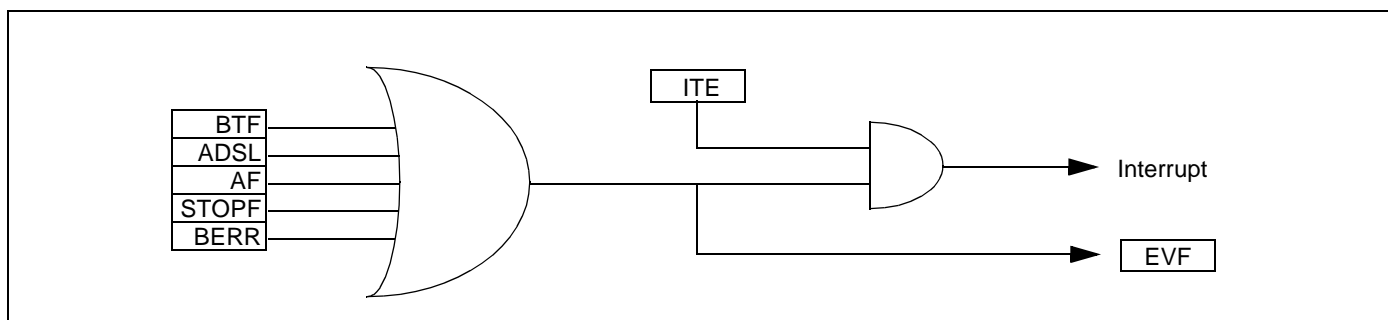 ITE
BTF
ADSL
AF
STOPF
BERR
Interrupt
EVF